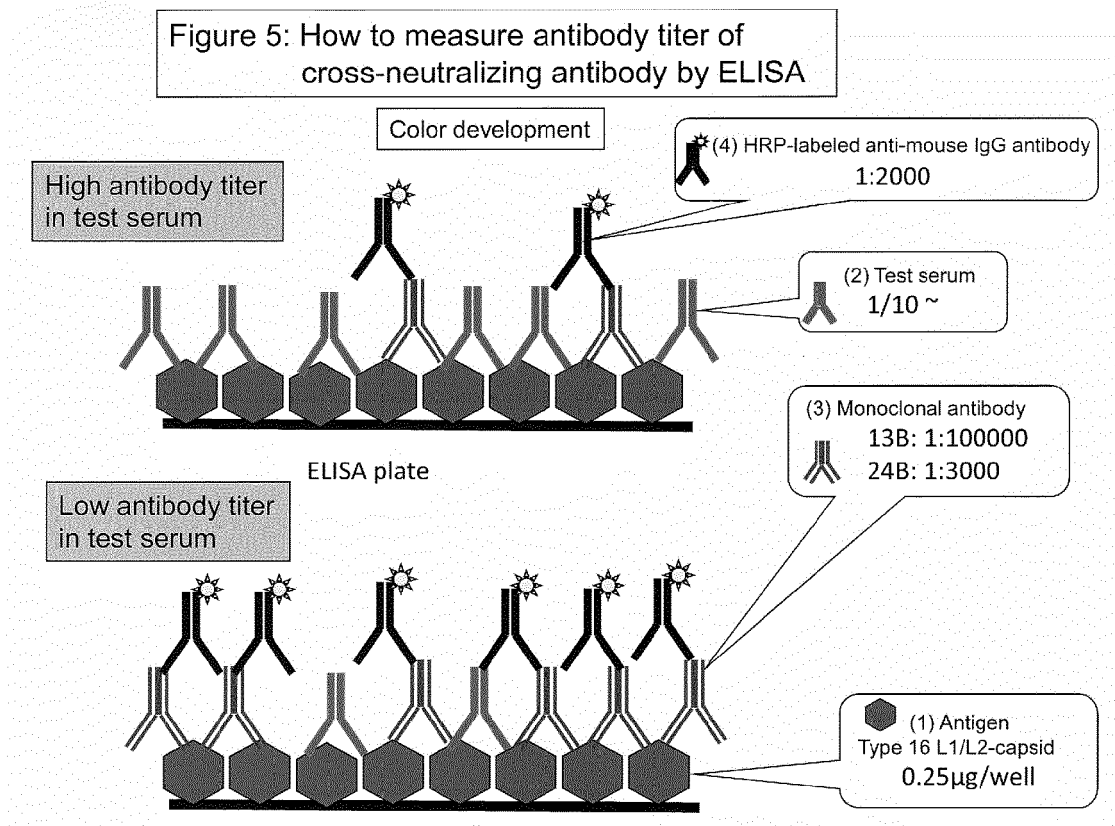 Figure 5: How to measure antibody titer of
cross-neutralizing antibody by ELISA
Color development
(4) HRP-labeled anti-mouse IgG antibody
1:2000
High antibody titer
in test serum
(2) Test serum
1/10 ~
(3) Monoclonal antibody
13B: 1:100000
24B: 1:3000
ELISA plate
Low antibody titer
in test serum
(1) Antigen
Type 16 L1/L2-capsid
0.25μg/well